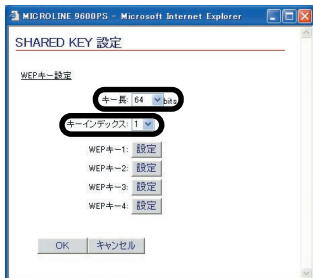 MICROLINE 9600PS - Microsoft Internet Explorer
SHARED KEY 設定
WEPキー設定
キー長: 64 bits
キーインデックス: 1
WEPキー1: 設定
WEPキー2: 設定
WEPキー3: 設定
WEPキー4: 設定
OK キャンセル